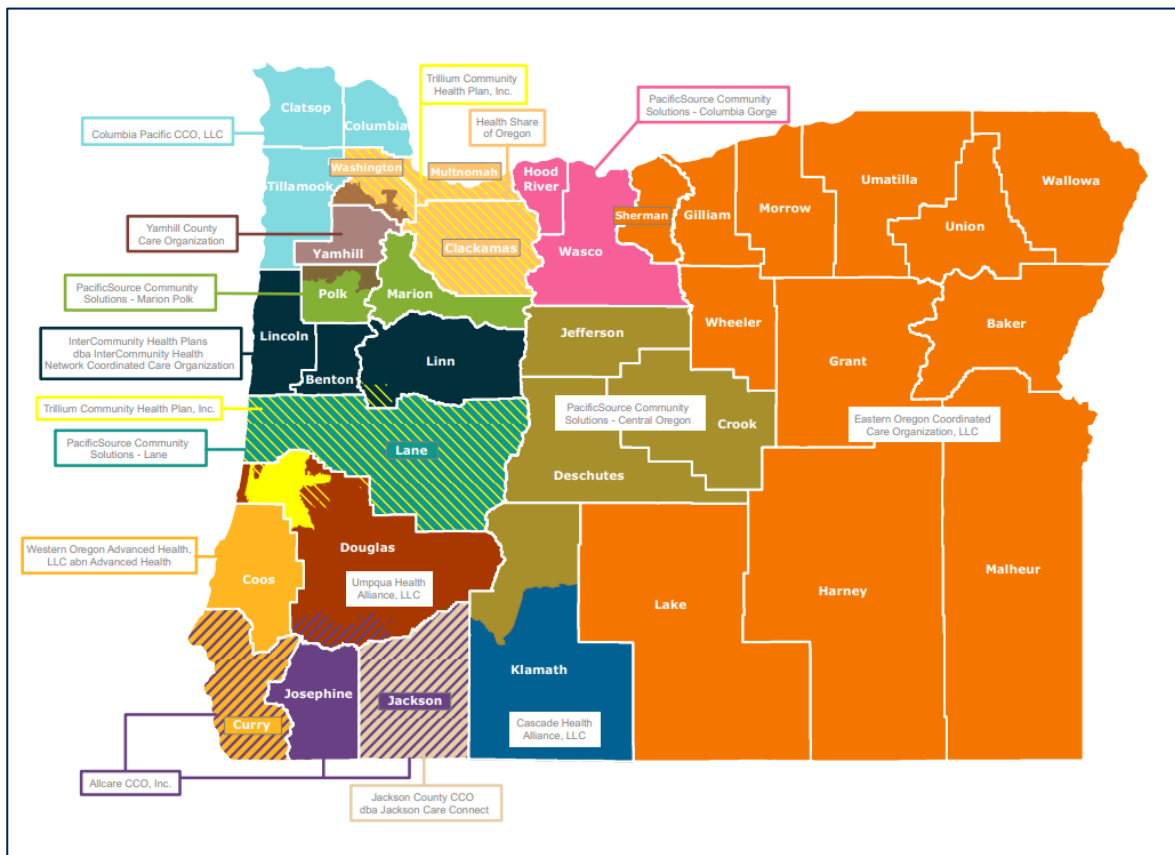 Trillium Community
Health Plan, Inc.
PacificSource Community
Solutions - Columbia Gorge
Clatsop
Columbia
Health Share
of Oregon
Columbia Pacific CCO, LLC
Washington
Multnomah
Hood
River
Tillamook
Umatilla
Wallowa
Morrow
Sherman
Gilliam
Union
Yamhill County
Care Organization
Yamhill
Clackamas
Wasco
PacificSource Community
Solutions - Marion Polk
Polk
Marion
Lincoln
Jefferson
Wheeler
Baker
InterCommunity Health Plans
dba InterCommunity Health
Network Coordinated Care Organization
Linn
Grant
Benton
Trillium Community Health Plan, Inc.
PacificSource Community
Solutions - Central Oregon
Crook
Eastern Oregon Coordinated
Care Organization, LLC
PacificSource Community
Solutions - Lane
Lane
Deschutes
Western Oregon Advanced Health,
LLC abn Advanced Health
Douglas
Coos
Umpqua Health
Alliance, LLC
Malheur
Harney
Lake
Klamath
Josephine
Jackson
Curry
Cascade Health
Alliance, LLC
Allcare CCO, Inc.
Jackson County CCO
dba Jackson Care Connect